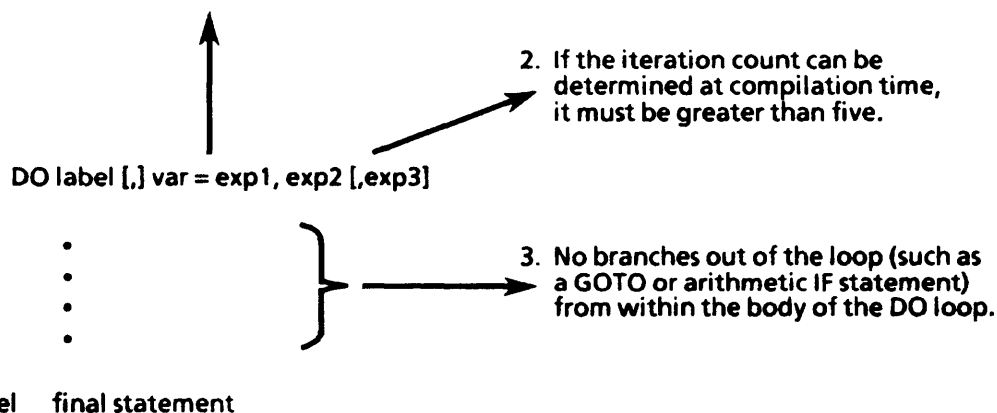 2. If the iteration count can be
determined at compilation time,
it must be greater than five.
DO label [,] var = exp1, exp2 [,exp3]
3. No branches out of the loop (such as
a GOTO or arithmetic IF statement)
from within the body of the DO loop.
el final statement